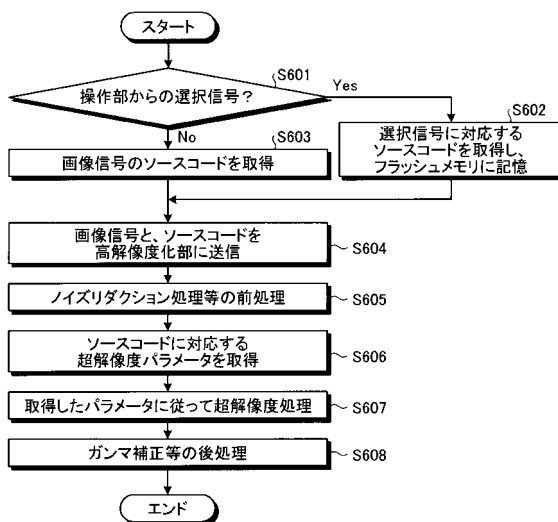 スタート
S601
操作部からの選択信号?
Yes
No
S602
選択信号に対応する
ソースコードを取得し、
フラッシュメモリに記憶
S603
画像信号のソースコードを取得
画像信号と、ソースコードを
高解像度化部に送信
S604
ノイズリダクション処理等の前処理
S605
ソースコードに対応する
超解像度パラメータを取得
S606
取得したパラメータに従って超解像度処理
S607
ガンマ補正等の後処理
S608
エンド